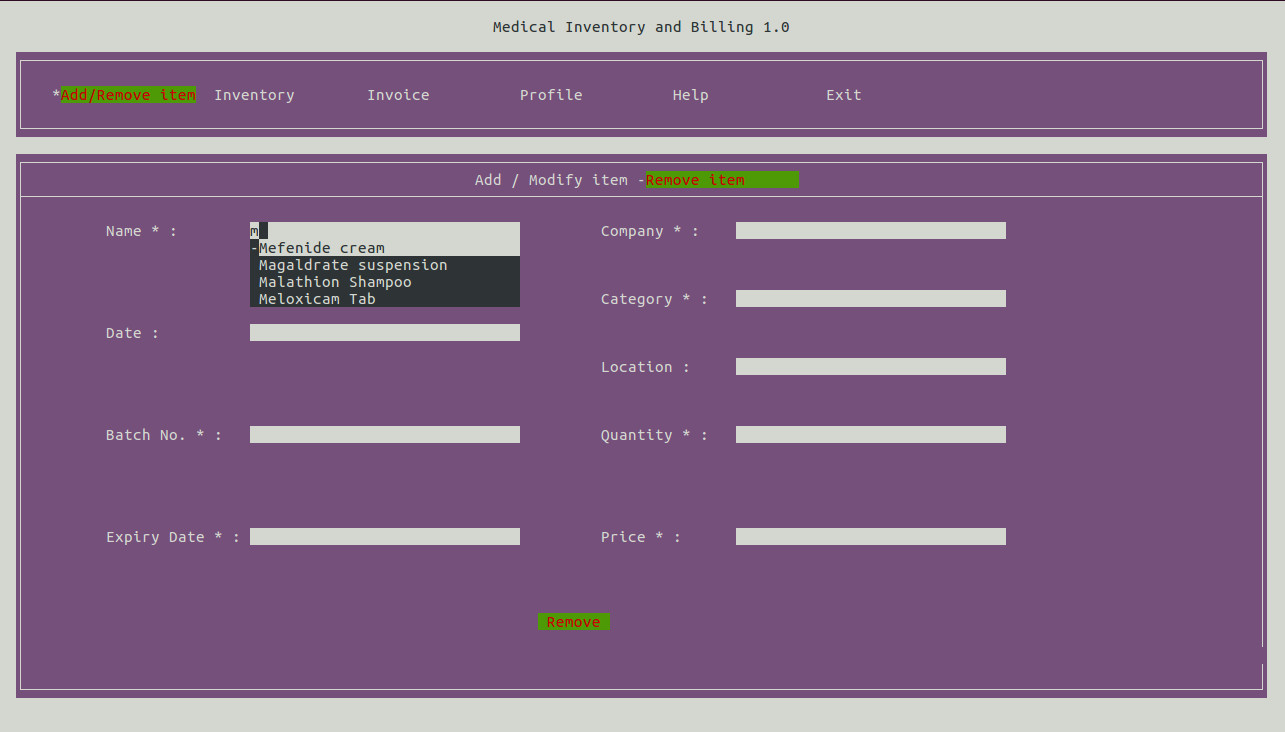 Medical Inventory and Billing 1.0
*Add/Remove item Inventory Invoice Profile Help Exit
Add / Modify item -Remove item
Name * : m Company * :
-Mefenide cream
Magaldrate suspension
Malathion Shampoo
Meloxicam Tab Category * :
Date :
Location :
Batch No. * : Quantity * :
Expiry Date * : Price * :
Remove